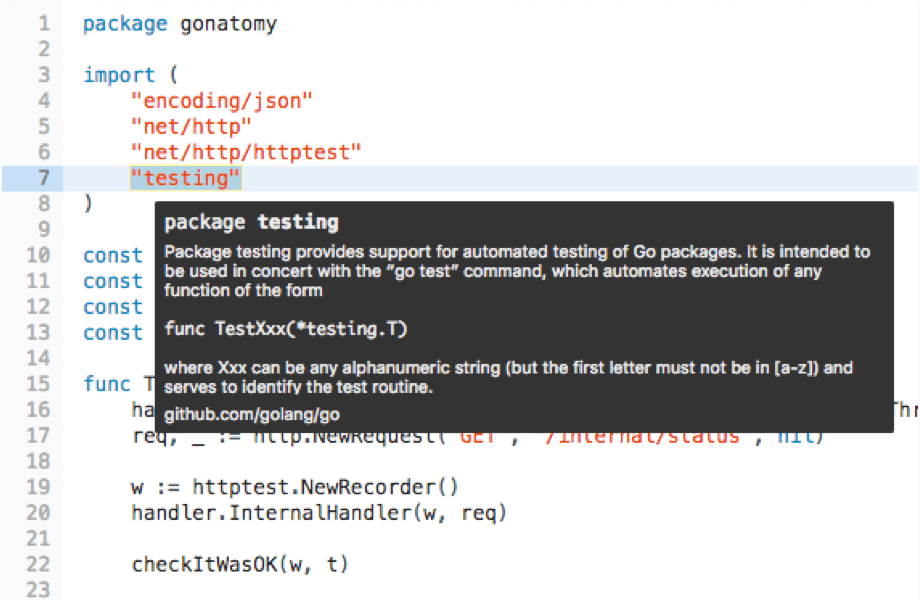 1 package gonatomy
2
3 import (
4 "encoding/json"
5 "net/http"
6 "net/http/httptest"
7 "testing"
8 )
9
10 const
11 const
12 const
13 const
14
15 func T
16 ha
17 req, _ := http.NewRequest("GET", "/internal/status", nil)
18
19 w := httptest.NewRecorder()
20 handler.InternalHandler(w, req)
21
22 checkItWasOK(w, t)
23
package testing
Package testing provides support for automated testing of Go packages. It is intended to
be used in concert with the “go test” command, which automates execution of any
function of the form
func TestXxx(*testing.T)
where Xxx can be any alphanumeric string (but the first letter must not be in [a-z]) and
serves to identify the test routine.
github.com/golang/go